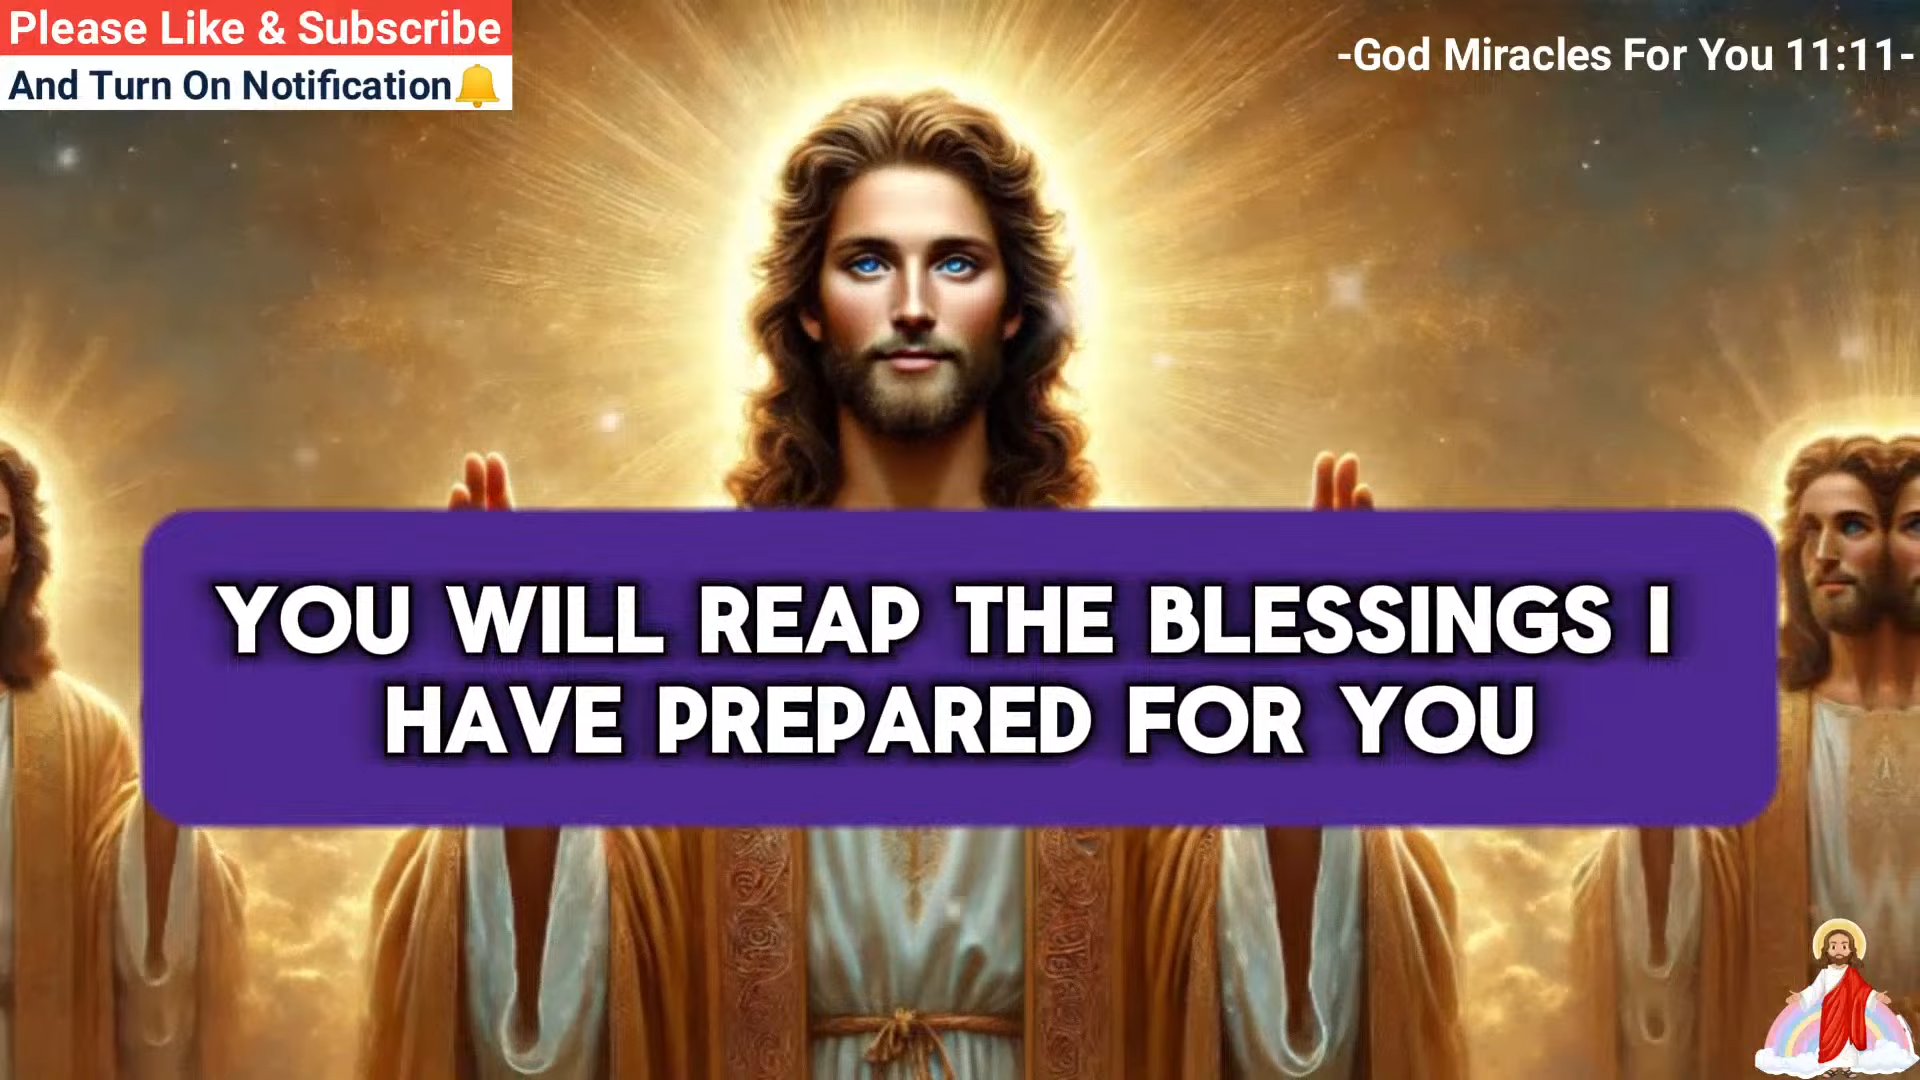 Please Like & Subscribe
And Turn On Notification🔔
-God Miracles For You 11:11-
YOU WILL REAP THE BLESSINGS I
HAVE PREPARED FOR YOU